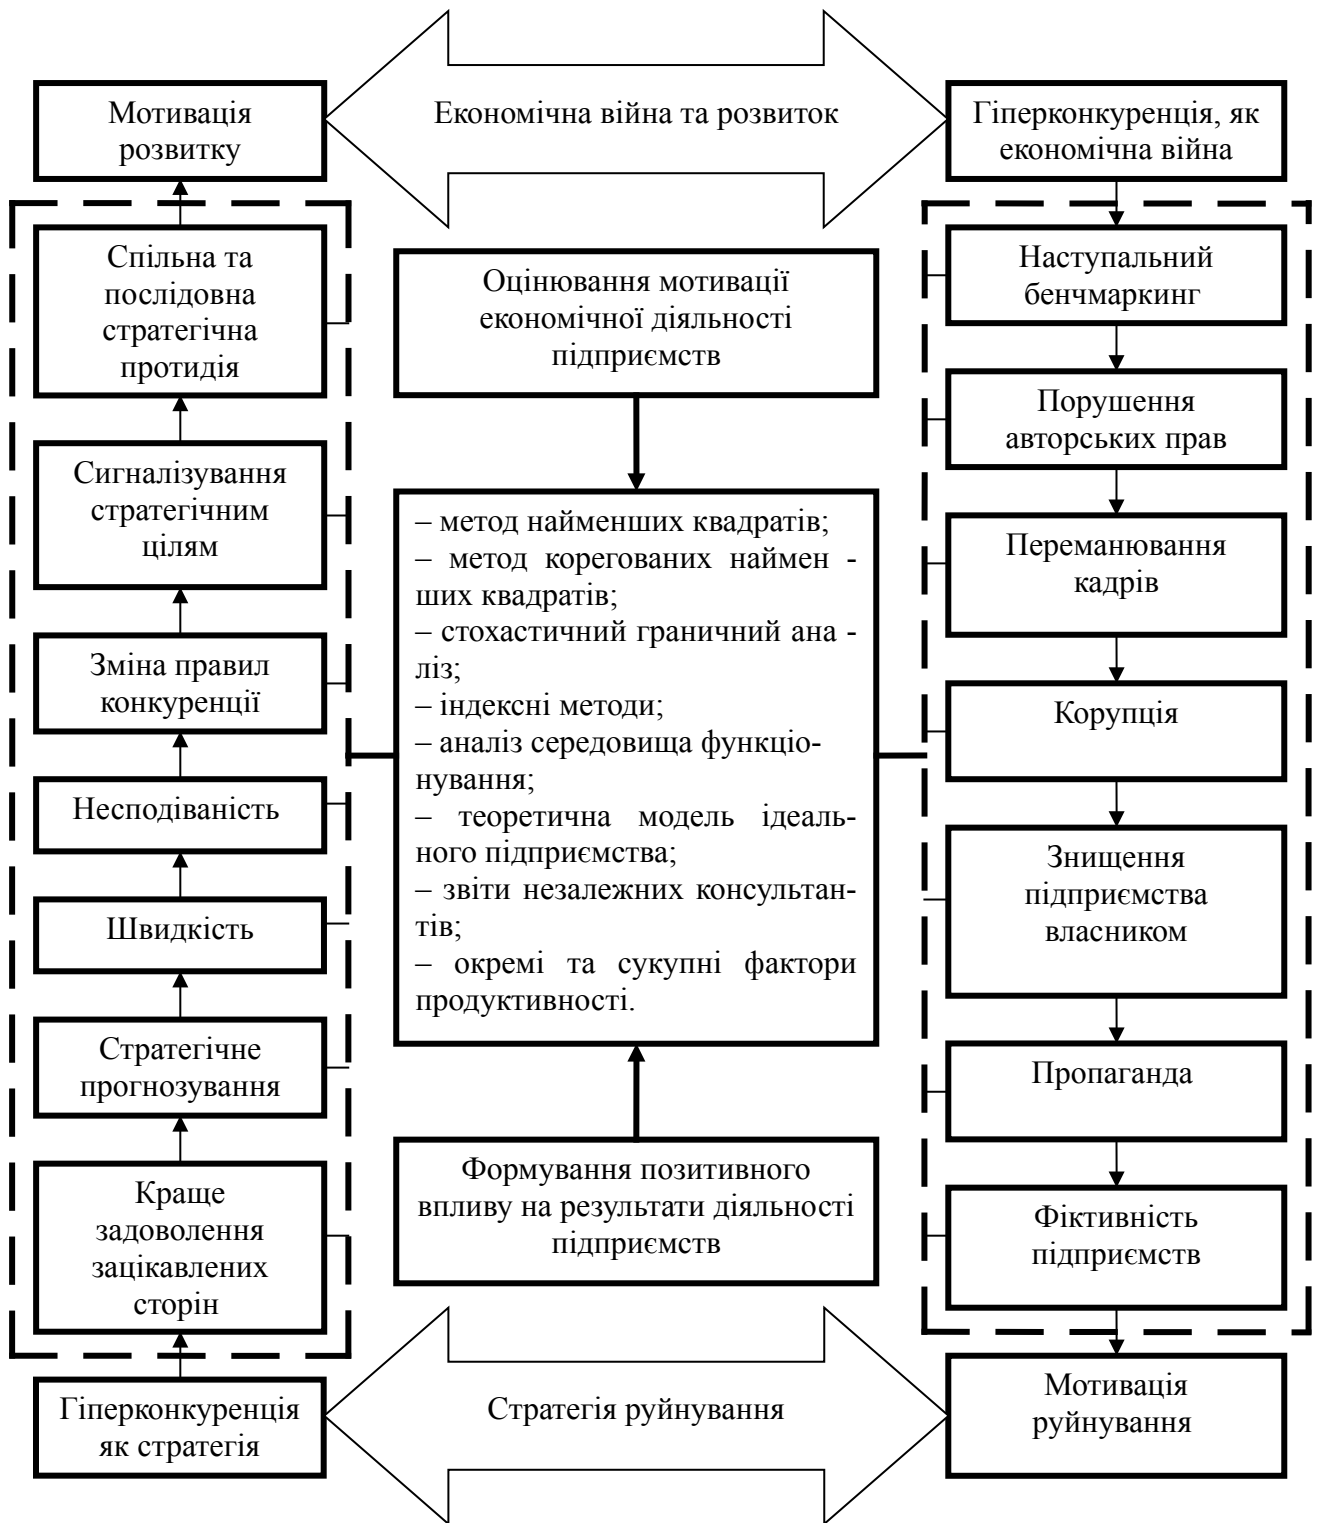 Мотивація
розвитку
Економічна війна та розвиток
Гіперконкуренція, як
економічна війна
Спільна та
послідовна
стратегічна
протидія
Сигналізування
стратегічним
цілям
Зміна правил
конкуренції
Несподіваність
Швидкість
Стратегічне
прогнозування
Краще
задоволення
зацікавлених
сторін
Гіперконкуренція
як стратегія
Оцінювання мотивації
економічної діяльності
підприємств
– метод найменших квадратів;
– метод корегованих наймен -
ших квадратів;
– стохастичний граничний ана -
ліз;
– індексні методи;
– аналіз середовища функціо-
нування;
– теоретична модель ідеаль-
ного підприємства;
– звіти незалежних консультан-
тів;
– окремі та сукупні фактори
продуктивності.
Формування позитивного
впливу на результати діяльності
підприємств
Стратегія руйнування
Наступальний
бенчмаркинг
Порушення
авторських прав
Переманювання
кадрів
Корупція
Знищення
підприємства
власником
Пропаганда
Фіктивність
підприємств
Мотивація
руйнування